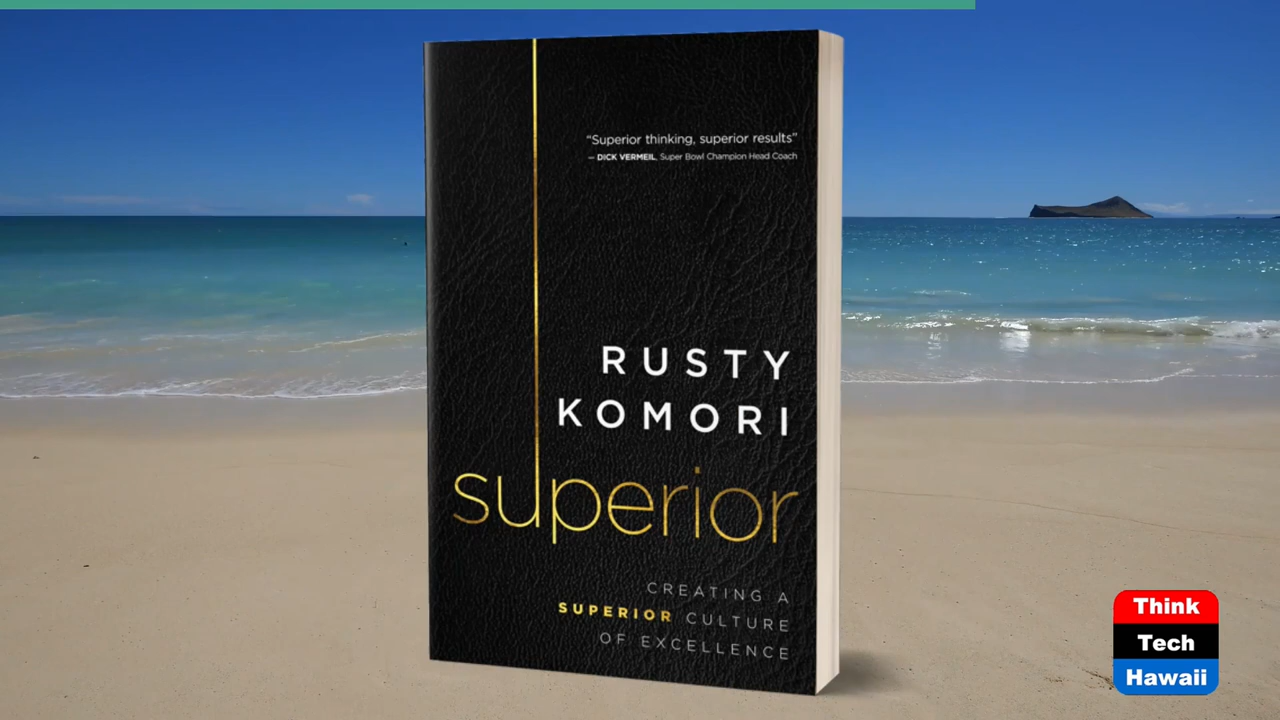 “Superior thinking, superior results”
— DICK VERMEIL, Super Bowl Champion Head Coach
RUSTY
KOMORI
superior
CREATING A
SUPERIOR CULTURE
OF EXCELLENCE
Think
Tech
Hawaii